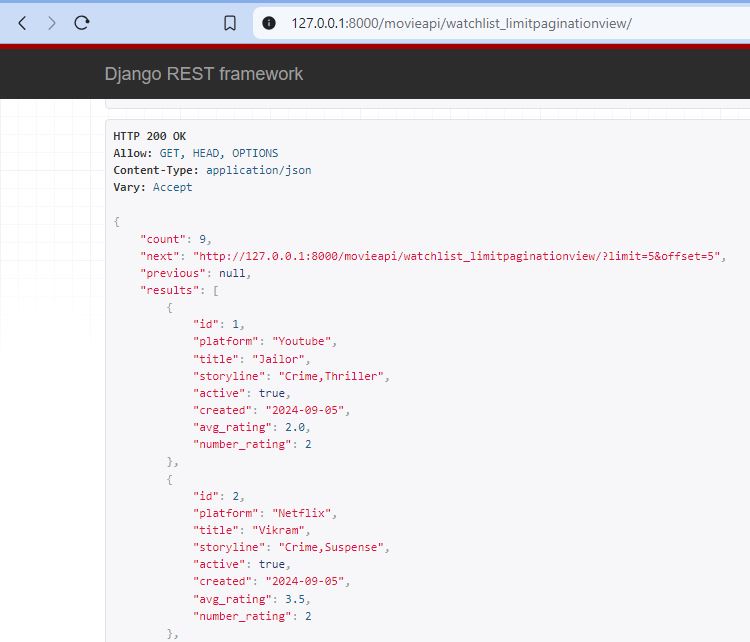 127.0.0.1:8000/movieapi/watchlist_limitpaginationview/
Django REST framework
HTTP 200 OK
Allow: GET, HEAD, OPTIONS
Content-Type: application/json
Vary: Accept
{
"count": 9,
"next": "http://127.0.0.1:8000/movieapi/watchlist_limitpaginationview/?limit=5&offset=5",
"previous": null,
"results": [
{
"id": 1,
"platform": "Youtube",
"title": "Jailor",
"storyline": "Crime,Thriller",
"active": true,
"created": "2024-09-05",
"avg_rating": 2.0,
"number_rating": 2
},
{
"id": 2,
"platform": "Netflix",
"title": "Vikram",
"storyline": "Crime,Suspense",
"active": true,
"created": "2024-09-05",
"avg_rating": 3.5,
"number_rating": 2
},